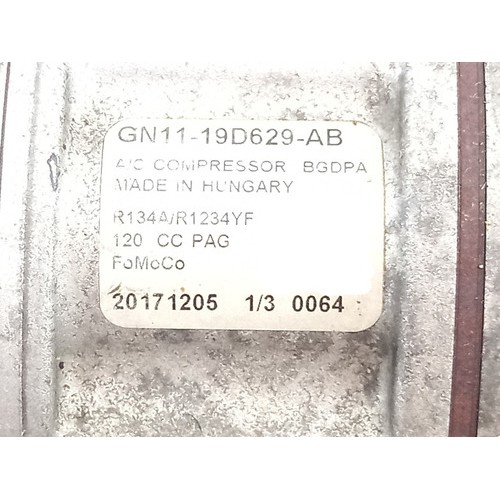 GN11-19D629-AB
A/C COMPRESSOR BGDPA
MADE IN HUNGARY
R134A/R1234YF
120 CC PAG
FoMoCo
20171205 1/3 0064